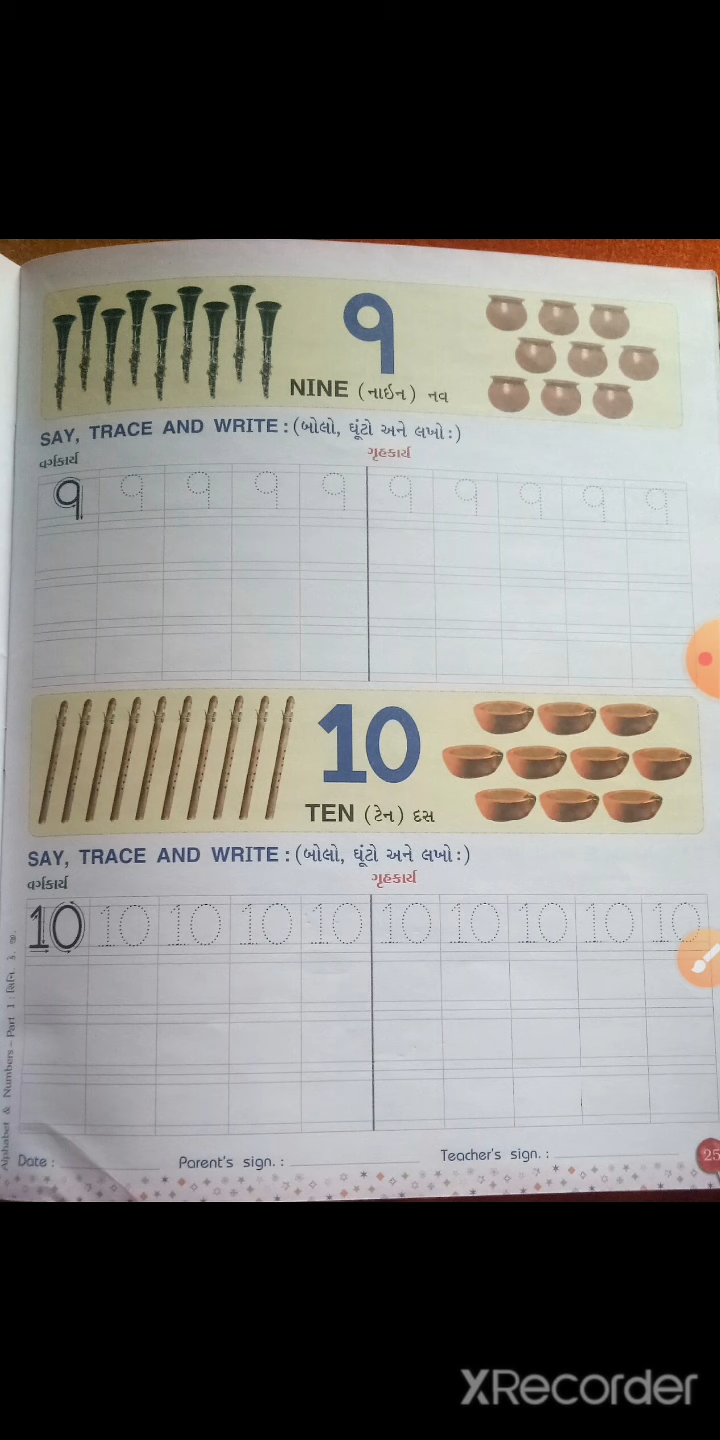 9
NINE (નાઇન) નવ
SAY, TRACE AND WRITE : (બોલો, ઘૂંટો અને લખો :)
વર્ગકાર્ય ગૃહકાર્ય
9 9 9 9 9 9 9 9 9 9
10
TEN (ટેન) દસ
SAY, TRACE AND WRITE : (બોલો, ઘૂંટો અને લખો :)
વર્ગકાર્ય ગૃહકાર્ય
10 10 10 10 10 10 10 10 10 10
Alphabet & Numbers – Part 1 : સિનિ. કે. જી.
Date : Parent's sign. : Teacher's sign. :
25
XRecorder